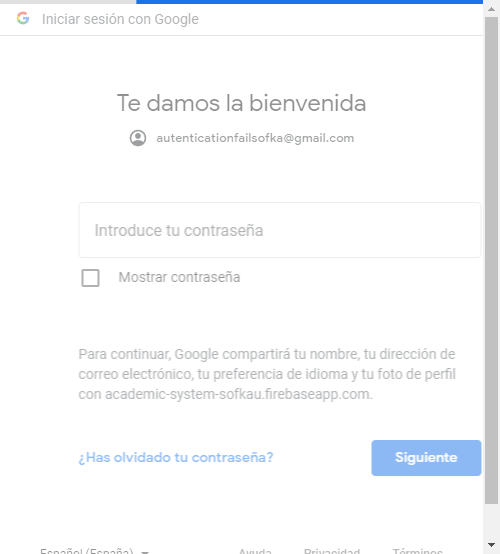 Iniciar sesión con Google
Te damos la bienvenida
autenticationfailsofka@gmail.com
Introduce tu contraseña
Mostrar contraseña
Para continuar, Google compartirá tu nombre, tu dirección de
correo electrónico, tu preferencia de idioma y tu foto de perfil
con academic-system-sofkau.firebaseapp.com.
¿Has olvidado tu contraseña? Siguiente
Español (España) Ayuda Privacidad Términos